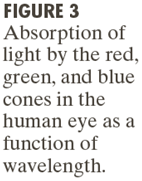 FIGURE 3
Absorption of
light by the red,
green, and blue
cones in the
human eye as a
function of
wavelength.